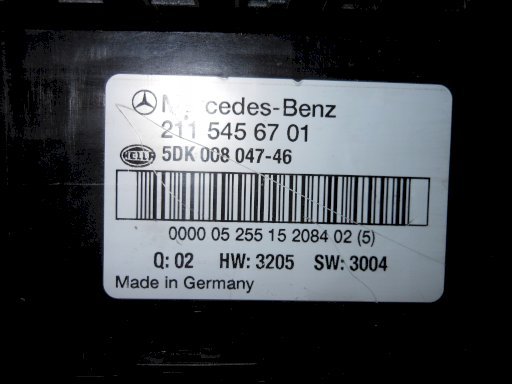 Mercedes-Benz
211 545 67 01
HELLA 5DK 008 047-46
0000 05 255 15 2084 02 (5)
Q: 02 HW: 3205 SW: 3004
Made in Germany